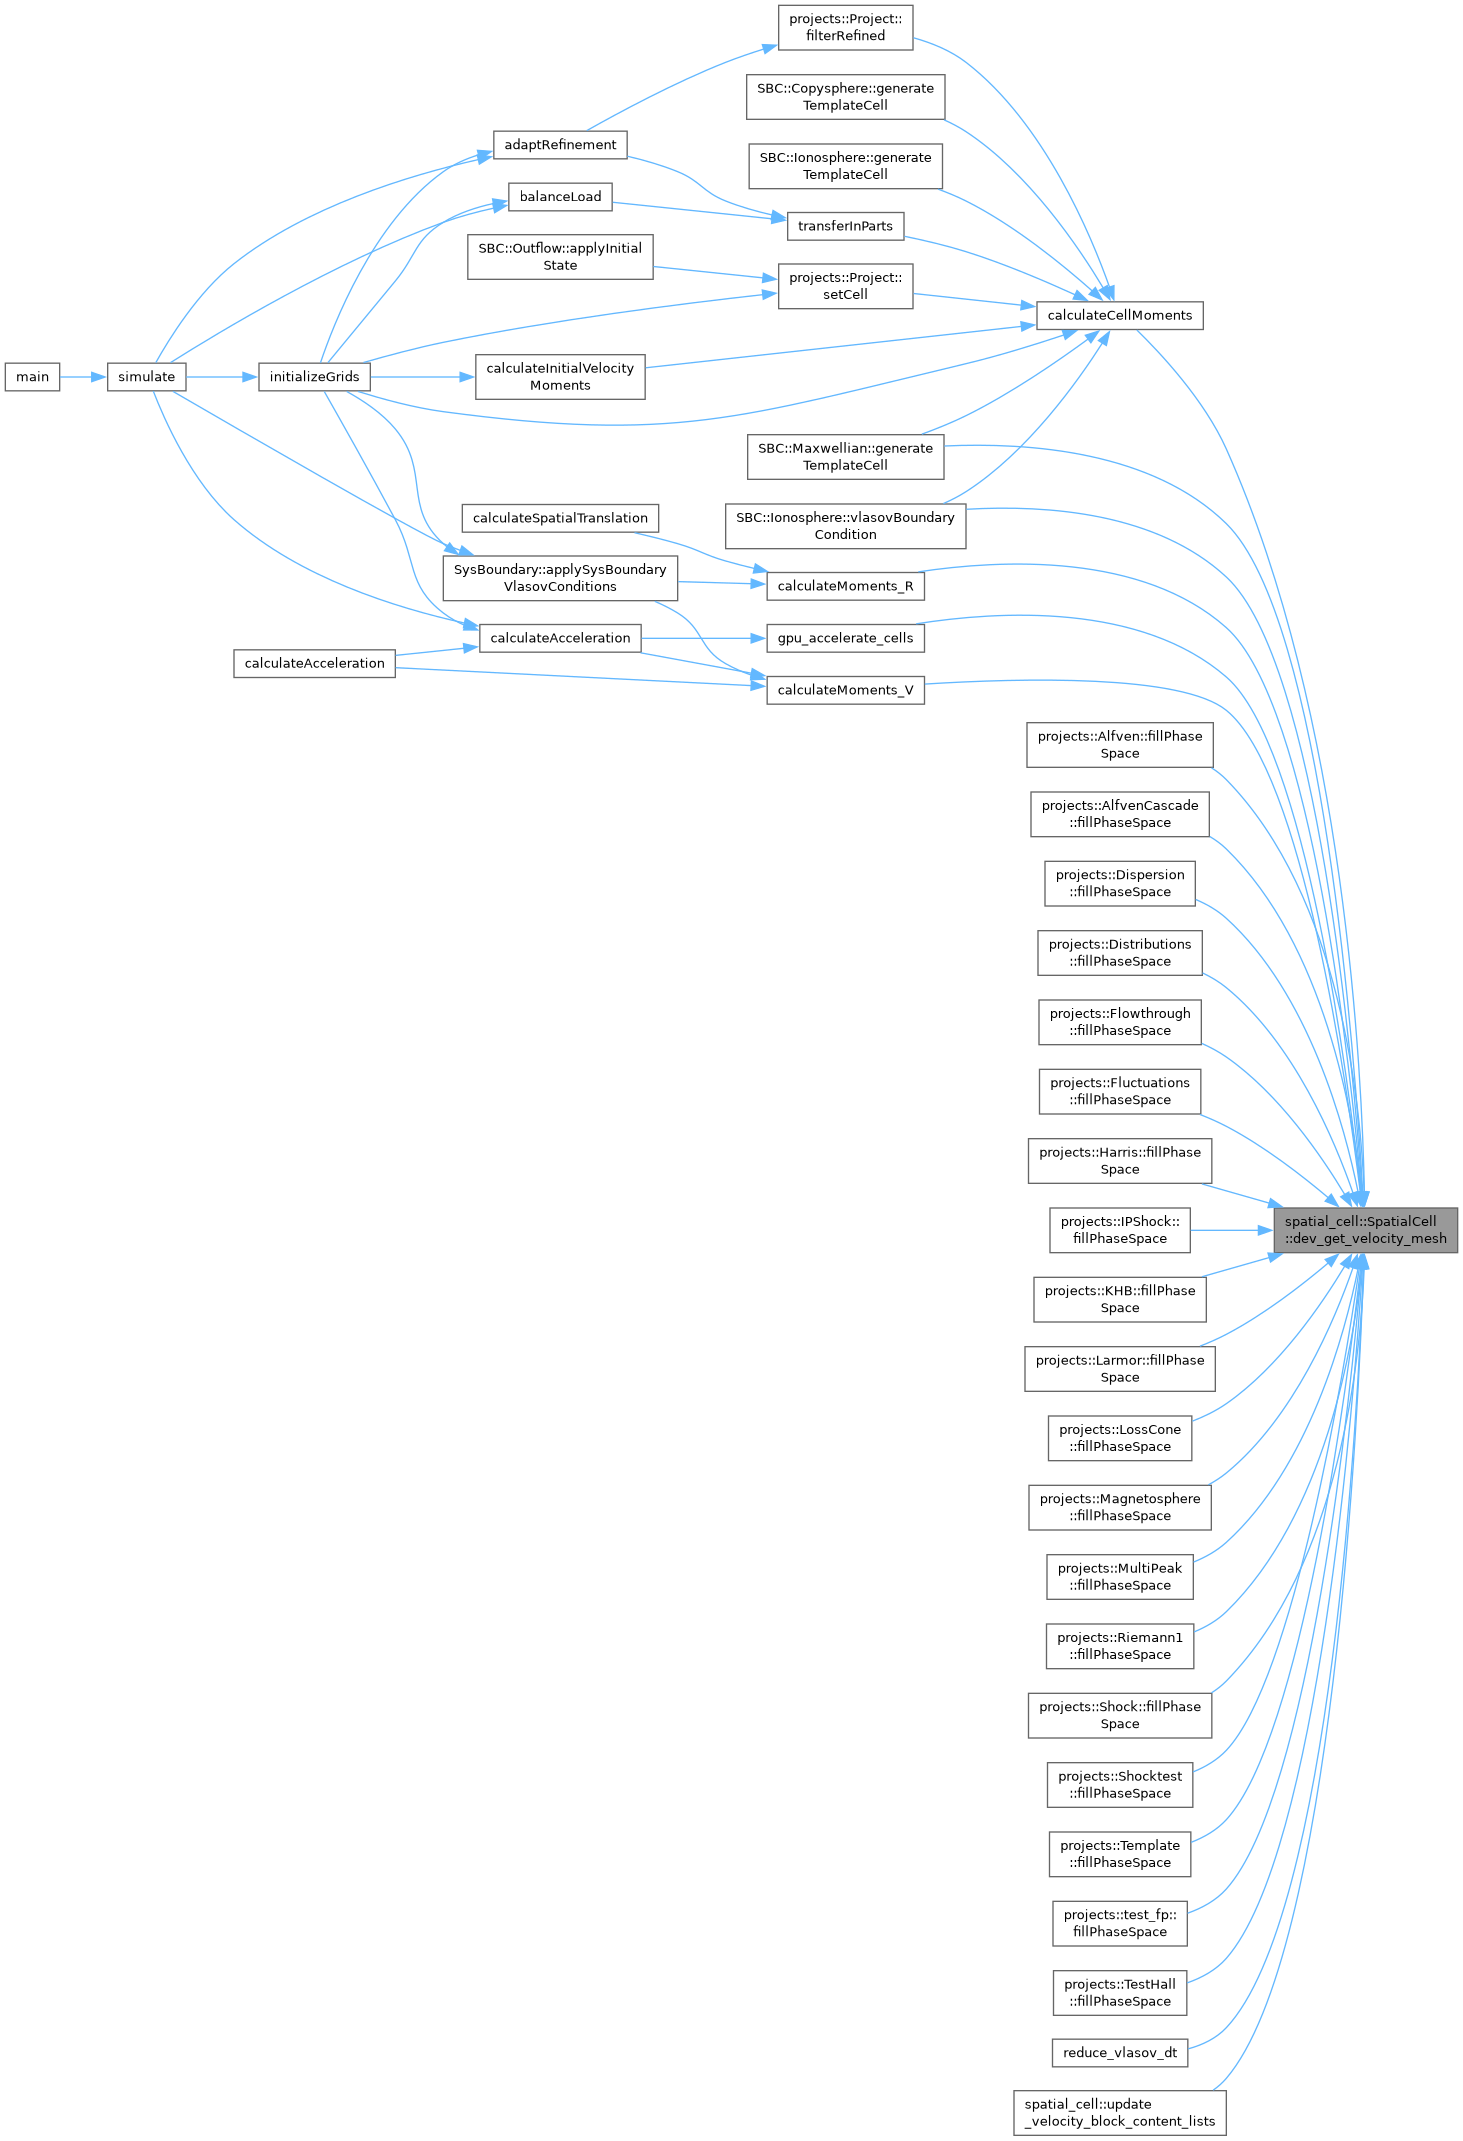 projects::Project::
filterRefined
SBC::Copysphere::generate
TemplateCell
adaptRefinement
SBC::Ionosphere::generate
TemplateCell
balanceLoad
transferInParts
SBC::Outflow::applyInitial
State
projects::Project::
setCell
calculateCellMoments
main
simulate
initializeGrids
calculateInitialVelocity
Moments
SBC::Maxwellian::generate
TemplateCell
calculateSpatialTranslation
SBC::Ionosphere::vlasovBoundary
Condition
SysBoundary::applySysBoundary
VlasovConditions
calculateMoments_R
calculateAcceleration
gpu_accelerate_cells
calculateAcceleration
calculateMoments_V
projects::Alfven::fillPhase
Space
projects::AlfvenCascade
::fillPhaseSpace
projects::Dispersion
::fillPhaseSpace
projects::Distributions
::fillPhaseSpace
projects::Flowthrough
::fillPhaseSpace
projects::Fluctuations
::fillPhaseSpace
projects::Harris::fillPhase
Space
projects::IPShock::
fillPhaseSpace
spatial_cell::SpatialCell
::dev_get_velocity_mesh
projects::KHB::fillPhase
Space
projects::Larmor::fillPhase
Space
projects::LossCone
::fillPhaseSpace
projects::Magnetosphere
::fillPhaseSpace
projects::MultiPeak
::fillPhaseSpace
projects::Riemann1
::fillPhaseSpace
projects::Shock::fillPhase
Space
projects::Shocktest
::fillPhaseSpace
projects::Template
::fillPhaseSpace
projects::test_fp::
fillPhaseSpace
projects::TestHall
::fillPhaseSpace
reduce_vlasov_dt
spatial_cell::update
_velocity_block_content_lists